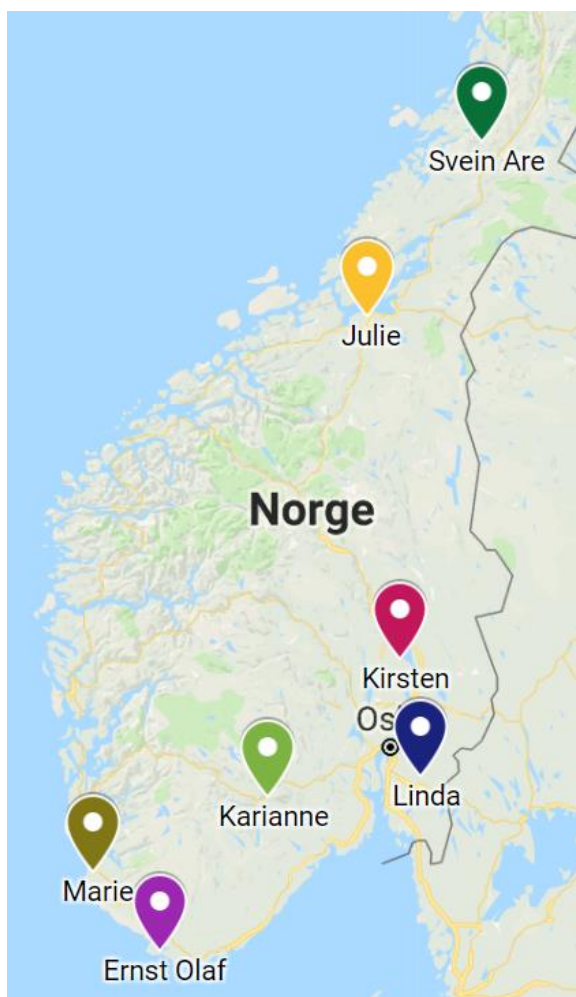 Svein Are
Julie
Norge
Kirsten
Linda
Karianne
Marie
Ernst Olaf